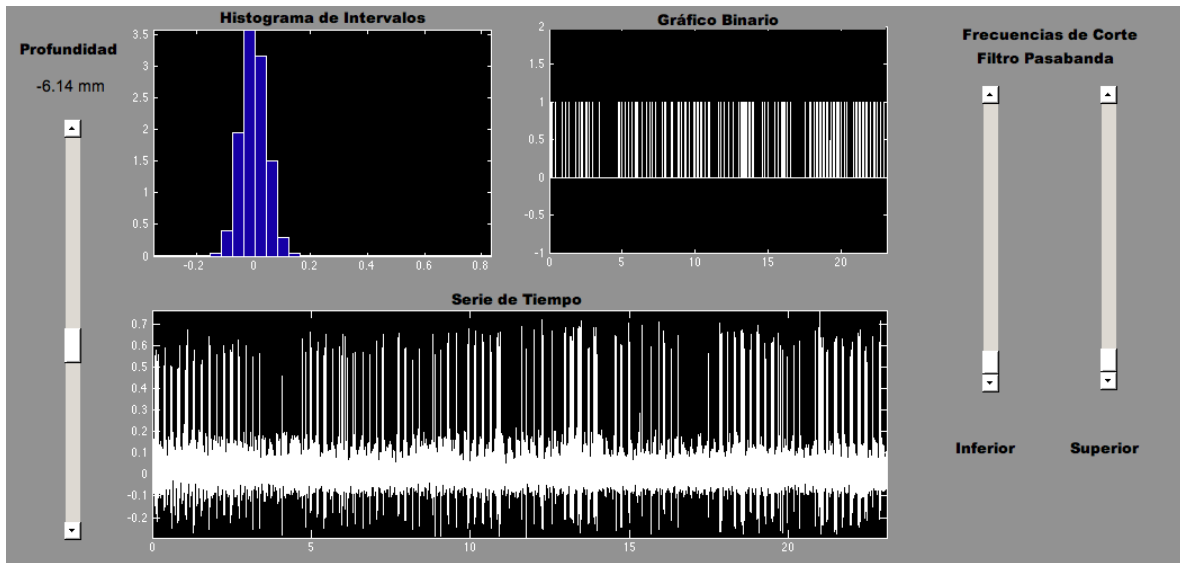 Profundidad
-6.14 mm
Histograma de Intervalos
3.5
3
2.5
2
1.5
1
0.5
0
-0.2 0 0.2 0.4 0.6 0.8
Gráfico Binario
2
1.5
1
0.5
0
-0.5
-1
0 5 10 15 20
Serie de Tiempo
0.7
0.6
0.5
0.4
0.3
0.2
0.1
0
-0.1
-0.2
0 5 10 15 20
Frecuencias de Corte
Filtro Pasabanda
Inferior Superior